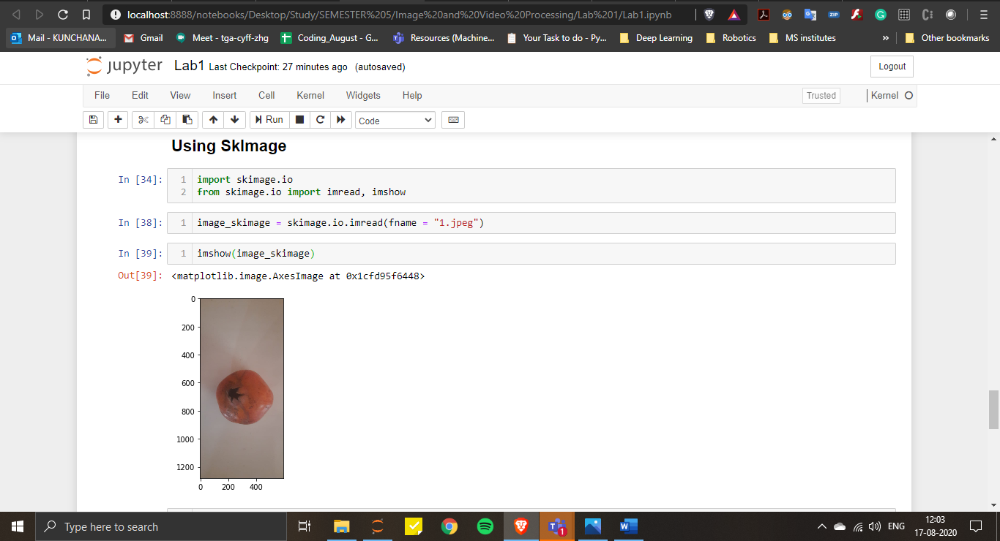 localhost:8888/notebooks/Desktop/Study/SEMESTER%205/Image%20and%20Video%20Processing/Lab%201/Lab1.ipynb
ZIP
Mail - KUNCHANA... Gmail Meet - tga-cyff-zhg Coding_August - G... Resources (Machine... Your Task to do - Py... Deep Learning Robotics MS institutes » Other bookmarks
jupyter Lab1 Last Checkpoint: 27 minutes ago (autosaved) Logout
File Edit View Insert Cell Kernel Widgets Help Trusted Kernel
Run Code
Using SkImage
In [34]: 1 import skimage.io
2 from skimage.io import imread, imshow
In [38]: 1 image_skimage = skimage.io.imread(fname = "1.jpeg")
In [39]: 1 imshow(image_skimage)
Out[39]: <matplotlib.image.AxesImage at 0x1cfd95f6448>
0
200
400
600
800
1000
1200
0 200 400
Type here to search 1 ENG 12:03
17-08-2020